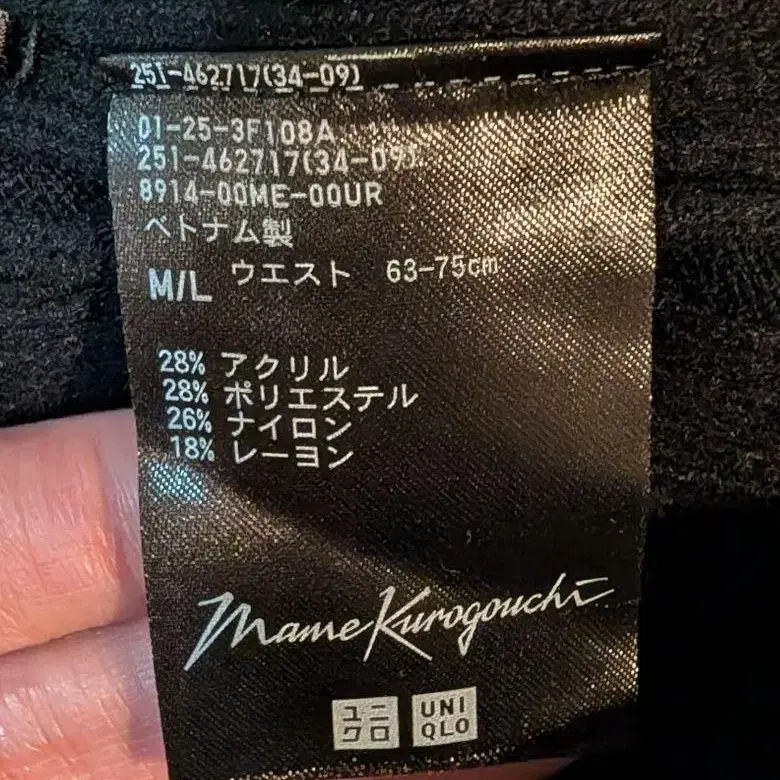 251-462717(34-09)
01-25-3F108A
251-462717(34-09)
8914-00ME-00UR
ベトナム製
M/L ウエスト 63-75cm
28% アクリル
28% ポリエステル
26% ナイロン
18% レーヨン
Mame Kurogouchi
ユニ
クロ
UNI
QLO